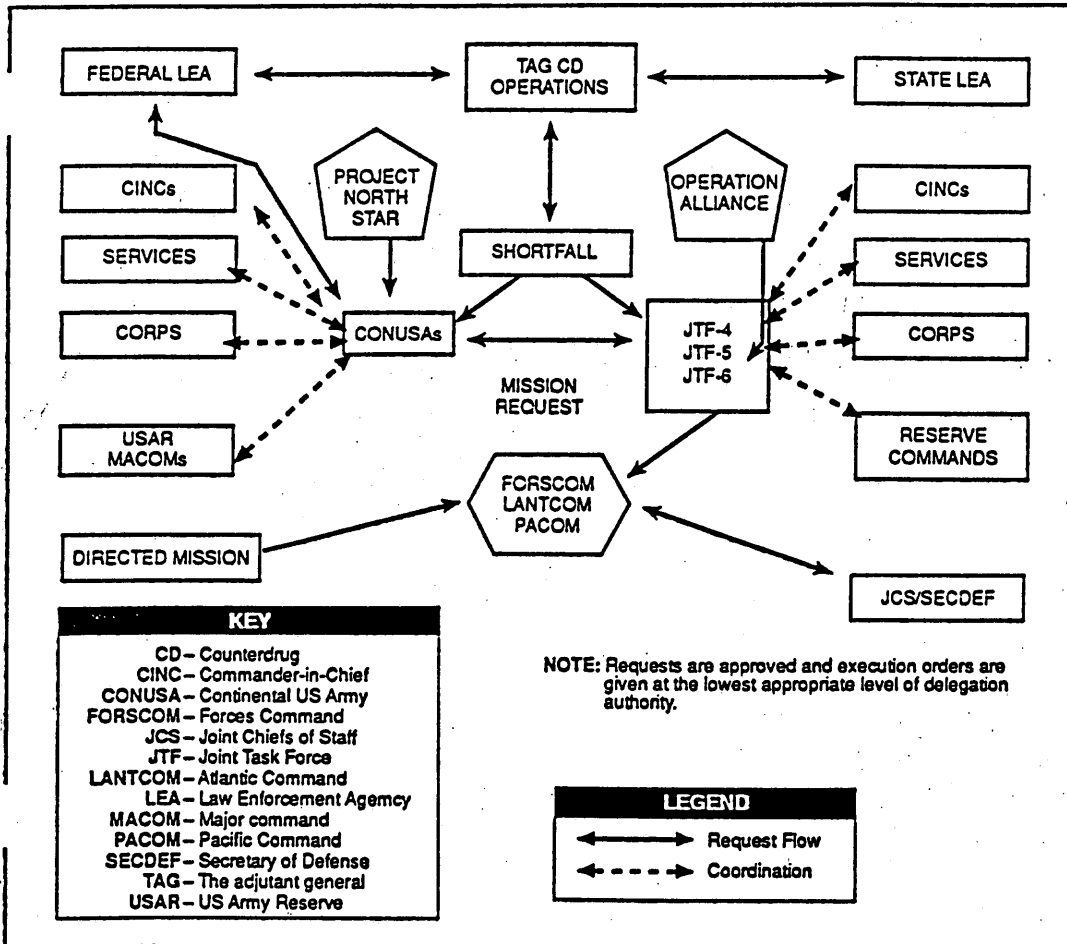 FEDERAL LEA
TAG CD
OPERATIONS
STATE LEA
CINCs
PROJECT
NORTH
STAR
OPERATION
ALLIANCE
CINCs
SERVICES
SHORTFALL
SERVICES
CORPS
CONUSAs
JTF-4
JTF-5
JTF-6
CORPS
MISSION
REQUEST
USAR
MACOMs
RESERVE
COMMANDS
FORSCOM
LANTCOM
PACOM
DIRECTED MISSION
JCS/SECDEF
KEY
CD – Counterdrug
CINC – Commander-in-Chief
CONUSA – Continental US Army
FORSCOM – Forces Command
JCS – Joint Chiefs of Staff
JTF – Joint Task Force
LANTCOM – Atlantic Command
LEA – Law Enforcement Agemcy
MACOM – Major command
PACOM – Pacific Command
SECDEF – Secretary of Defense
TAG – The adjutant general
USAR – US Army Reserve
NOTE: Requests are approved and execution orders are
given at the lowest appropriate level of delegation
authority.
LEGEND
Request Flow
Coordination